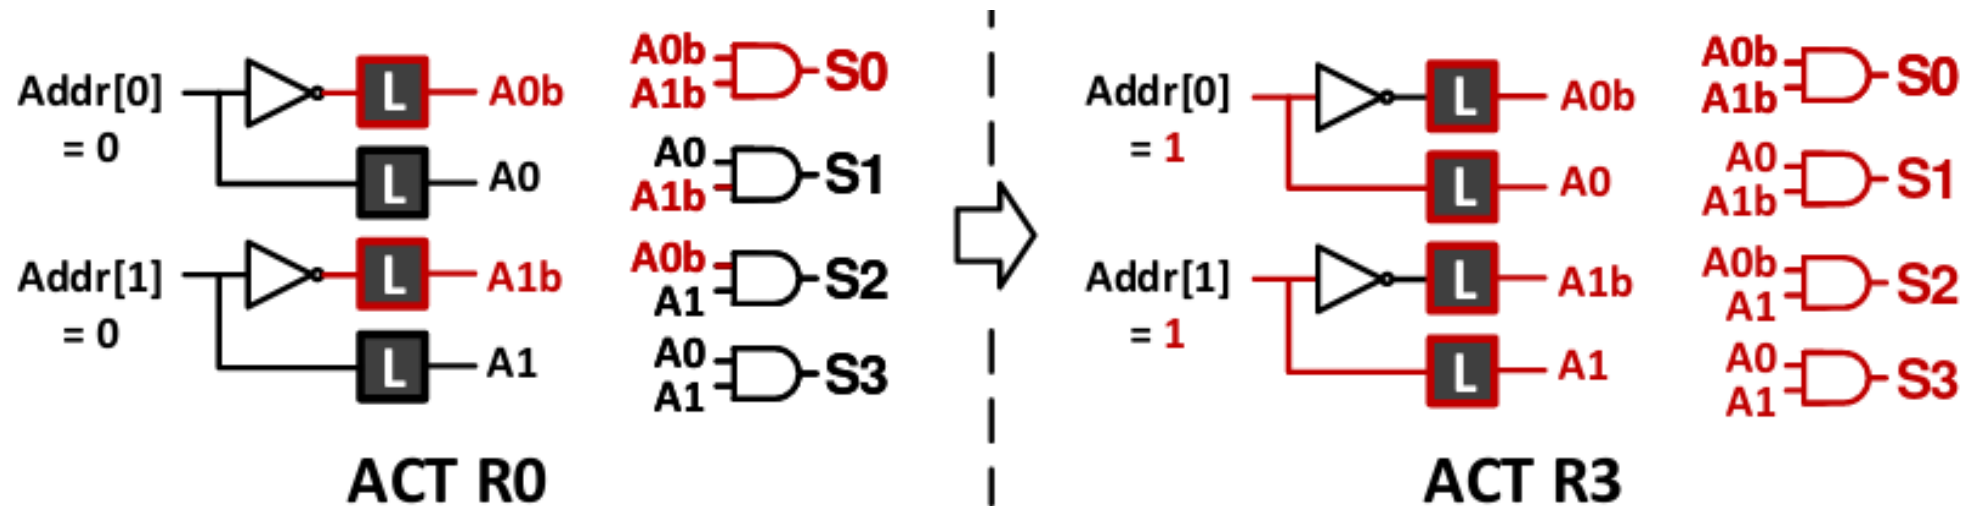 Addr[0]
= 0
L
A0b
L
A0
Addr[1]
= 0
L
A1b
L
A1
A0b
A1b
S0
A0
A1b
S1
A0b
A1
S2
A0
A1
S3
ACT R0
Addr[0]
= 1
L
A0b
L
A0
Addr[1]
= 1
L
A1b
L
A1
A0b
A1b
S0
A0
A1b
S1
A0b
A1
S2
A0
A1
S3
ACT R3